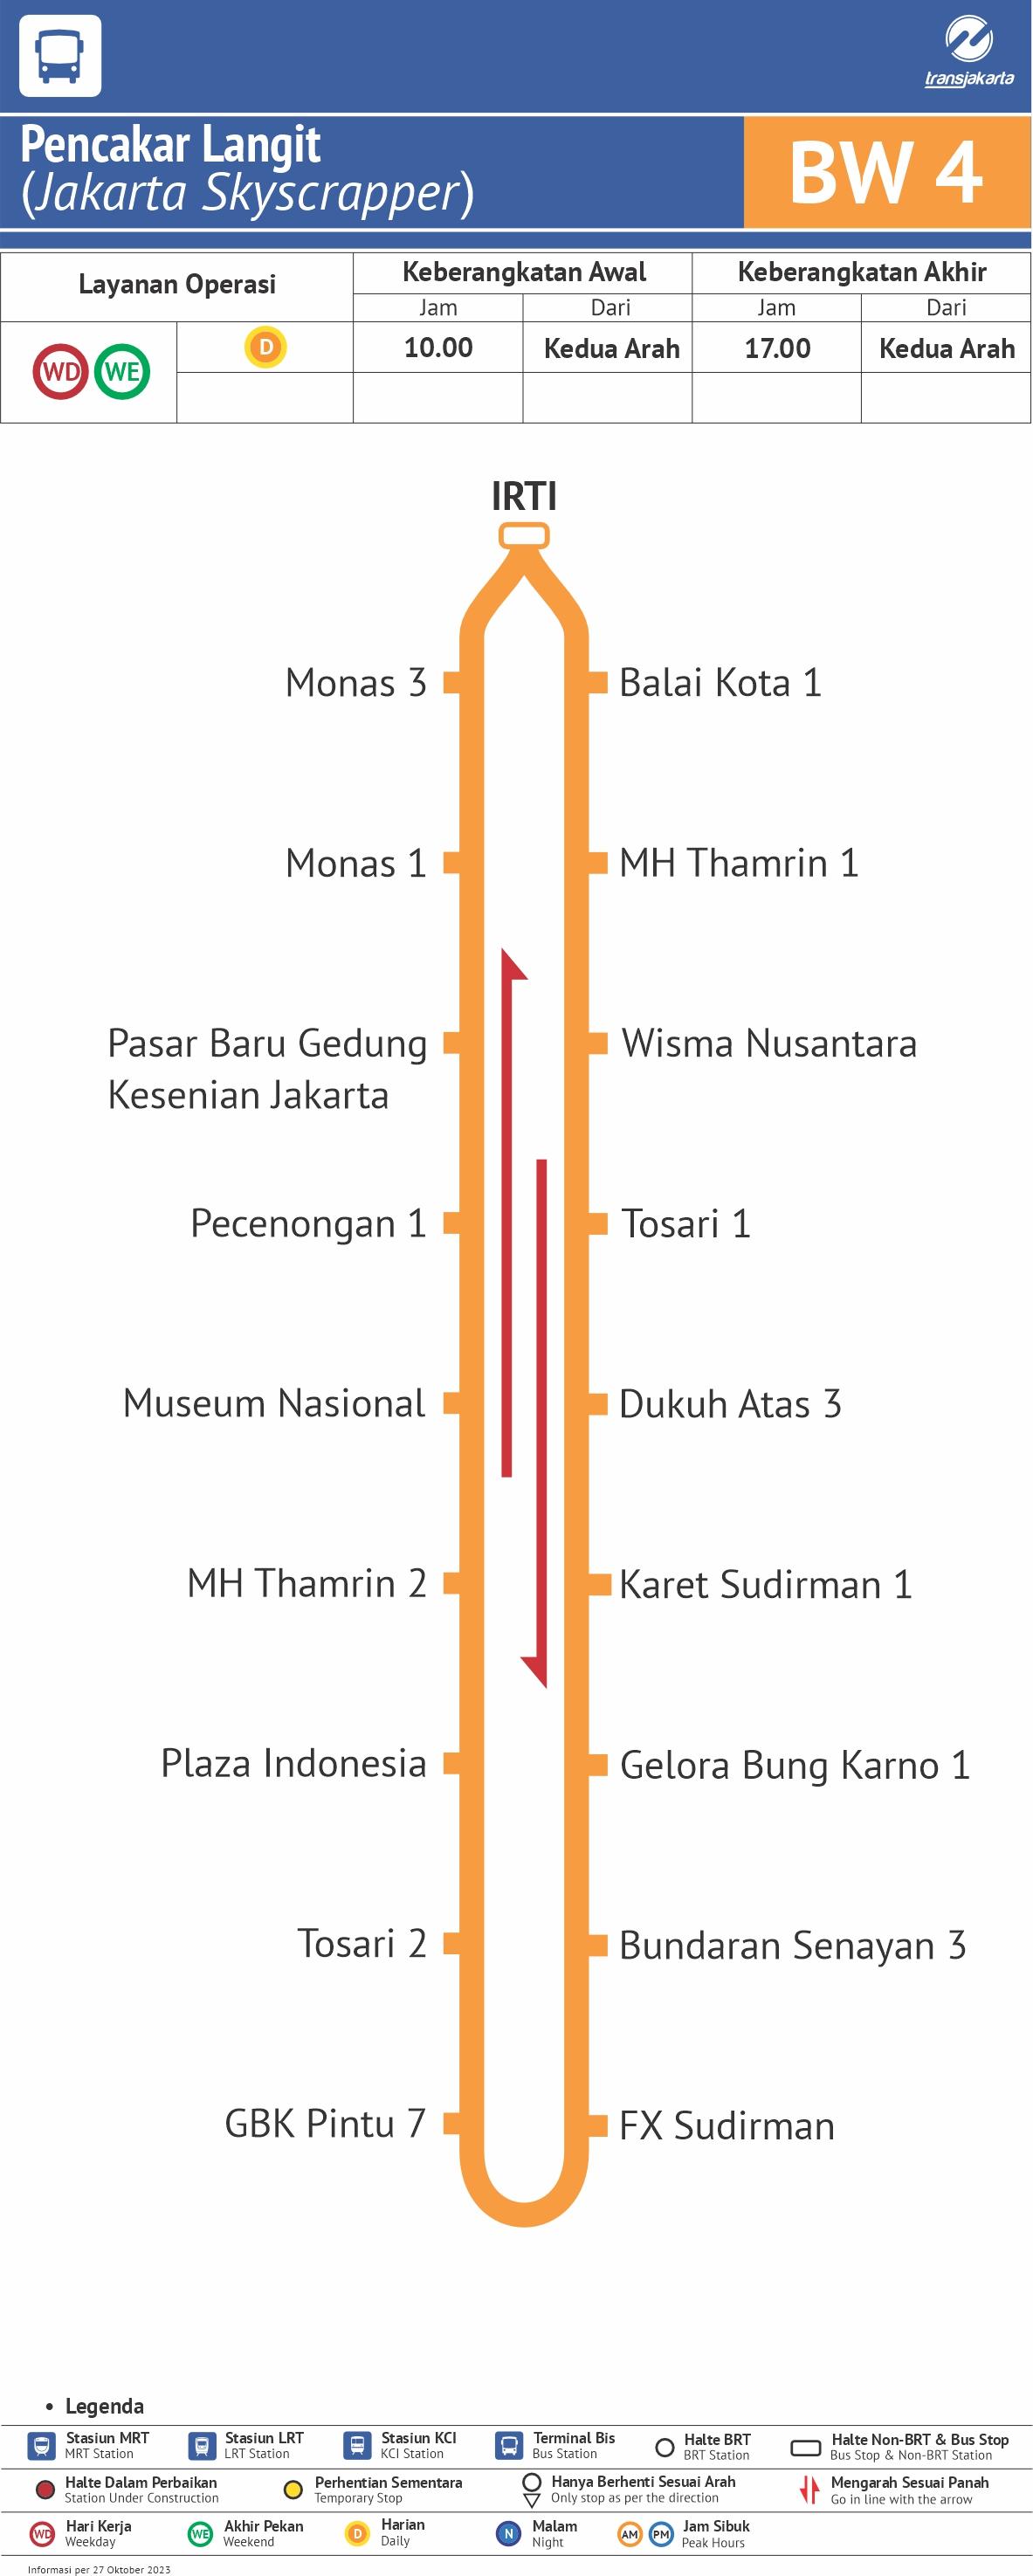 transjakarta
Pencakar Langit
(Jakarta Skyscrapper)
BW 4
Layanan Operasi
Keberangkatan Awal
Keberangkatan Akhir
Jam
Dari
Jam
Dari
WD WE
D
10.00
Kedua Arah
17.00
Kedua Arah
IRTI
Monas 3
Balai Kota 1
Monas 1
MH Thamrin 1
Pasar Baru Gedung
Kesenian Jakarta
Wisma Nusantara
Pecenongan 1
Tosari 1
Museum Nasional
Dukuh Atas 3
MH Thamrin 2
Karet Sudirman 1
Plaza Indonesia
Gelora Bung Karno 1
Tosari 2
Bundaran Senayan 3
GBK Pintu 7
FX Sudirman
• Legenda
Stasiun MRT
MRT Station
Stasiun LRT
LRT Station
Stasiun KCI
KCI Station
Terminal Bis
Bus Station
Halte BRT
BRT Station
Halte Non-BRT & Bus Stop
Bus Stop & Non-BRT Station
Halte Dalam Perbaikan
Station Under Construction
Perhentian Sementara
Temporary Stop
Hanya Berhenti Sesuai Arah
Only stop as per the direction
Mengarah Sesuai Panah
Go in line with the arrow
WD
Hari Kerja
Weekday
WE
Akhir Pekan
Weekend
D
Harian
Daily
N
Malam
Night
AM PM
Jam Sibuk
Peak Hours
Informasi per 27 Oktober 2023